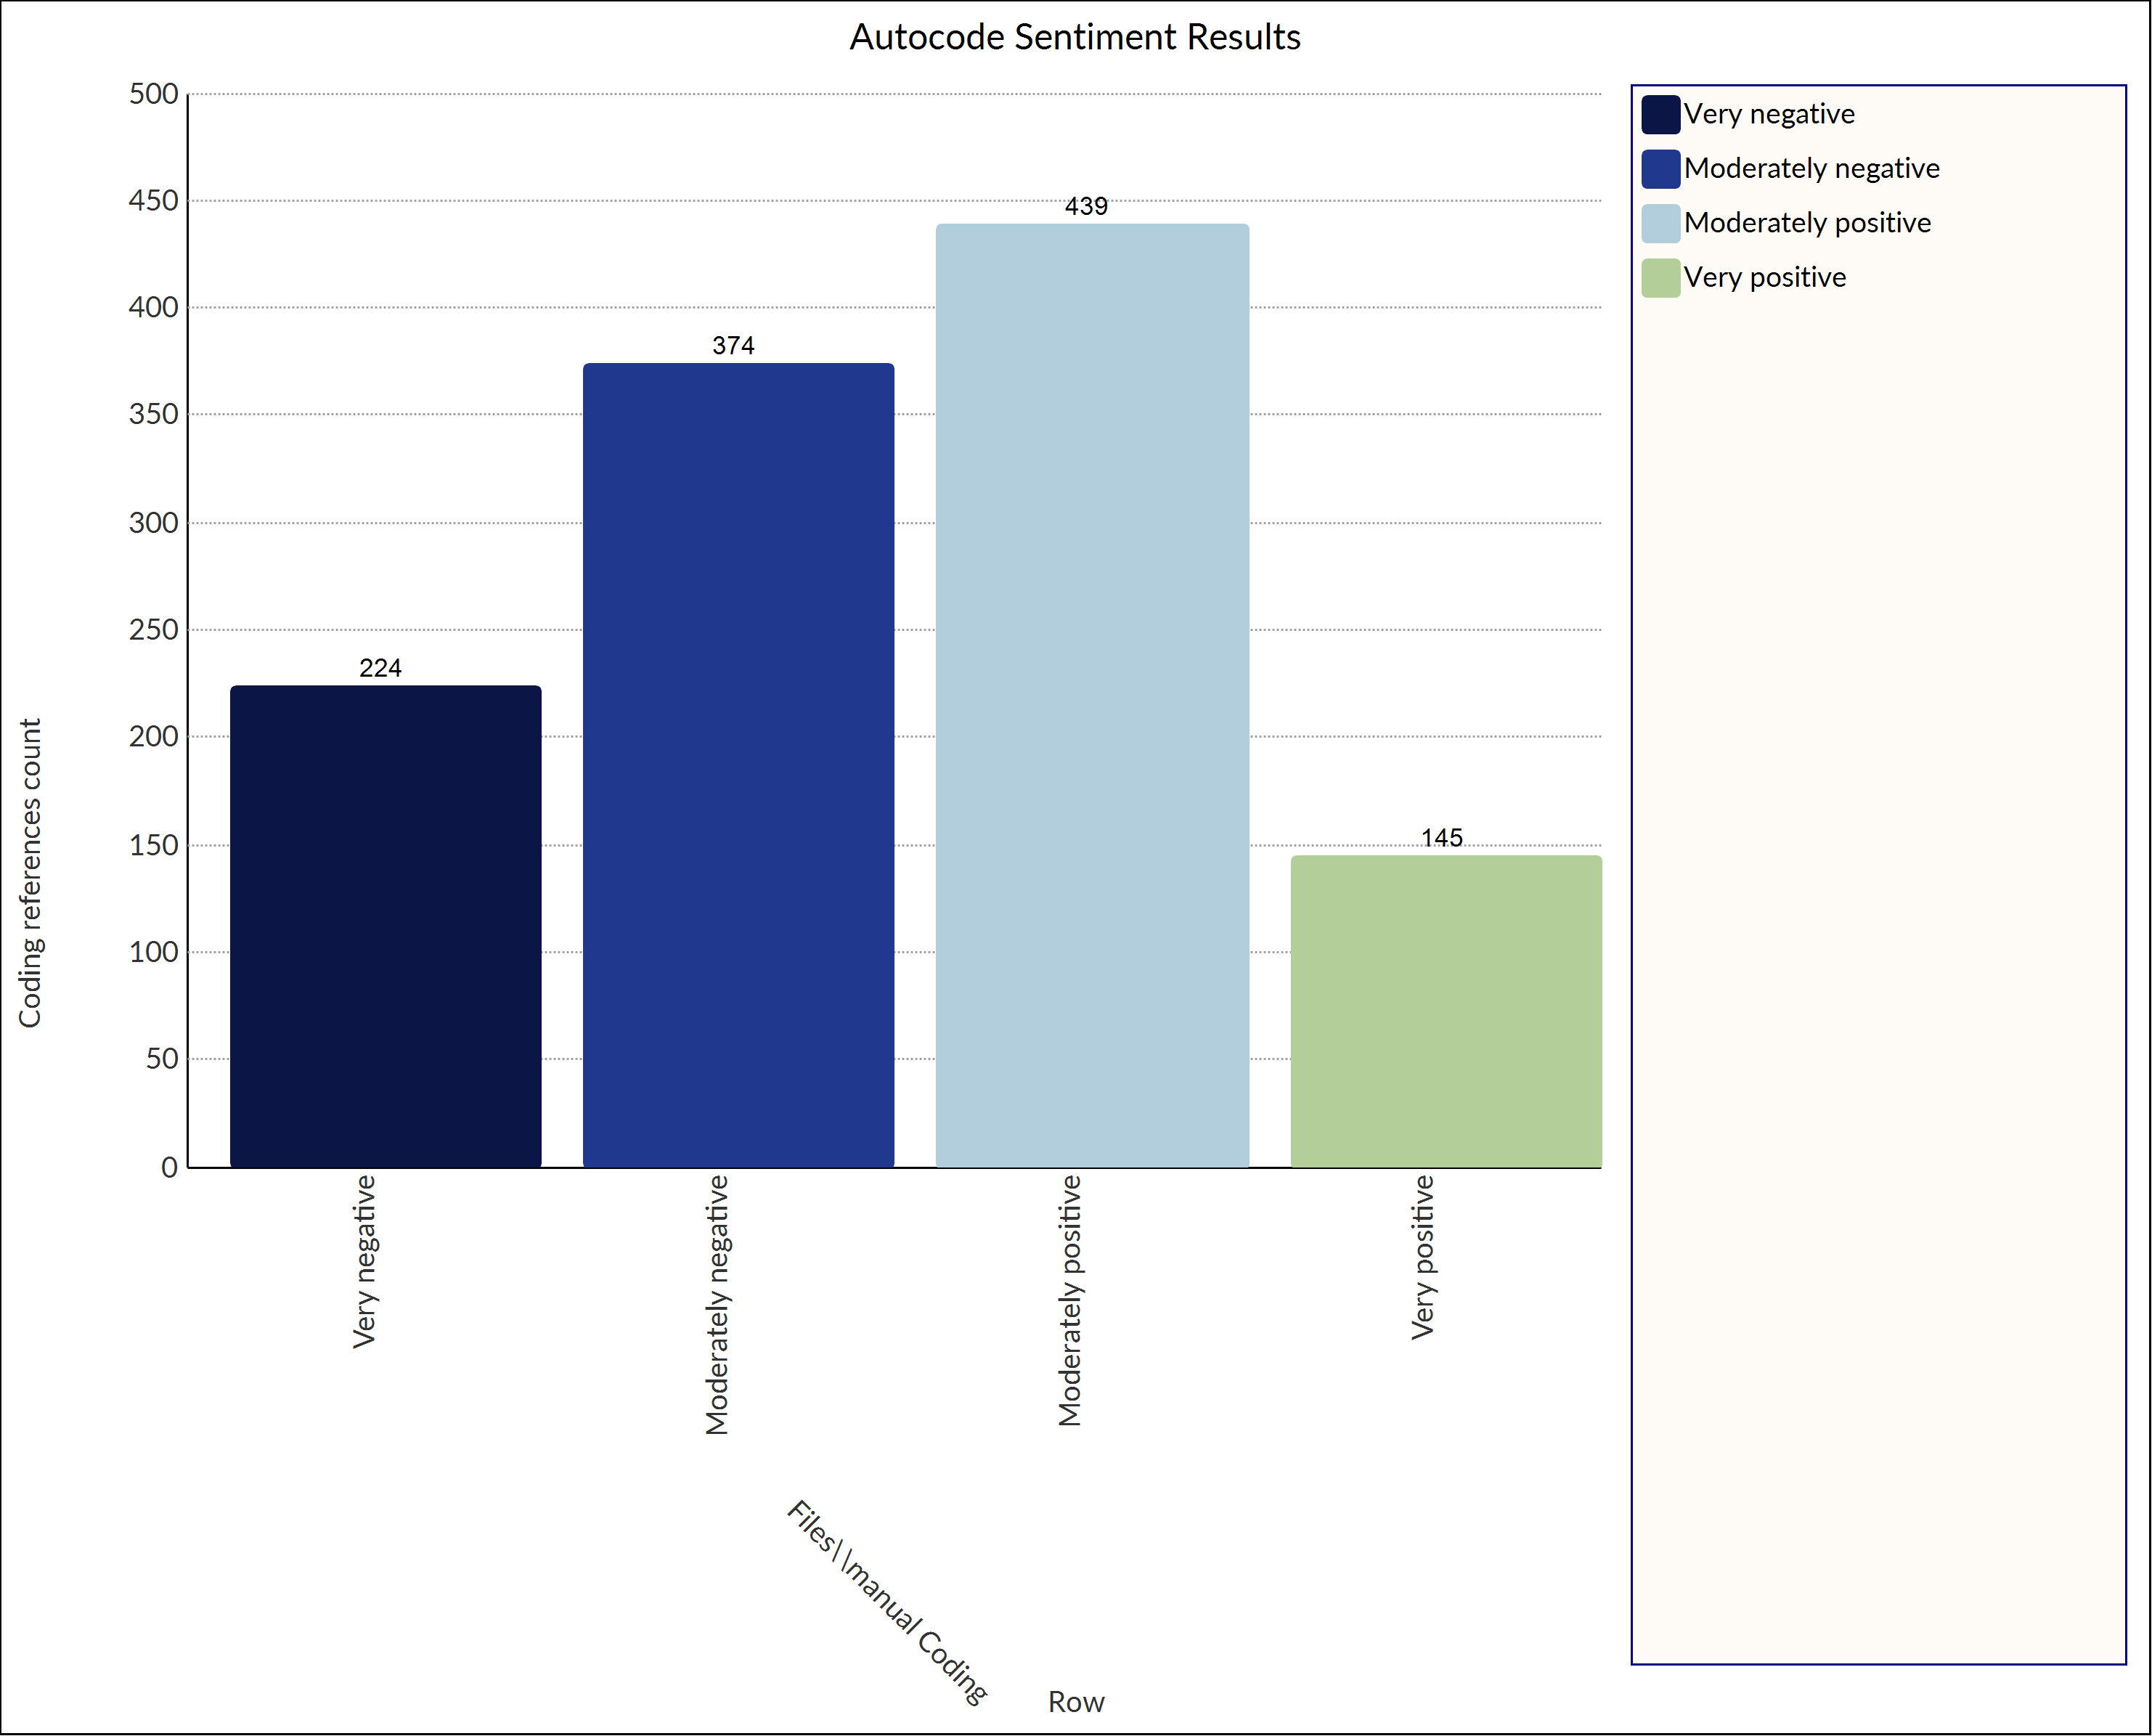 Autocode Sentiment Results
500
450
400
350
300
250
200
150
100
50
0
Coding references count
224
374
439
145
Very negative
Moderately negative
Moderately positive
Very positive
Files\\manual Coding
Row
Very negative
Moderately negative
Moderately positive
Very positive